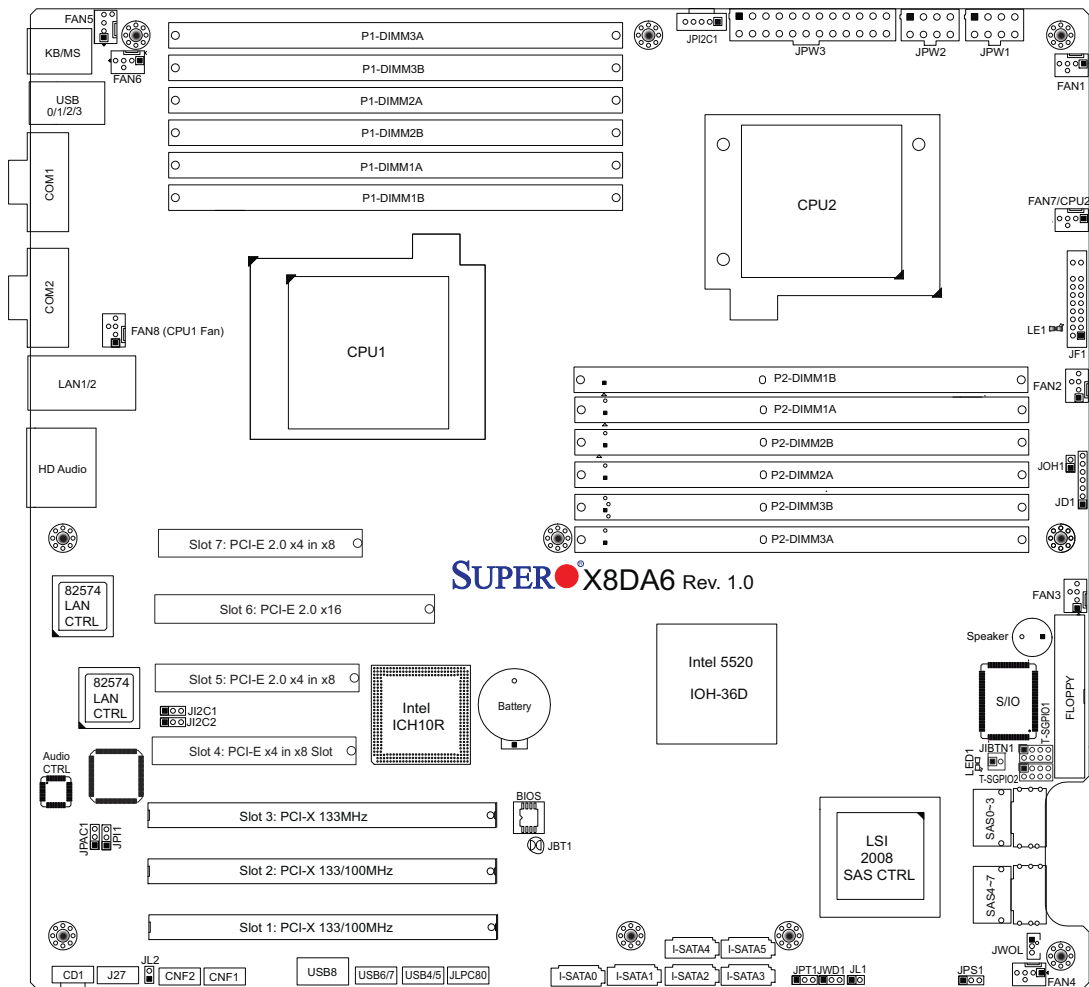 FAN5
KB/MS
FAN6
USB
0/1/2/3
COM1
COM2
FAN8 (CPU1 Fan)
LAN1/2
HD Audio
P1-DIMM3A
P1-DIMM3B
P1-DIMM2A
P1-DIMM2B
P1-DIMM1A
P1-DIMM1B
JPI2C1
JPW3
JPW2
JPW1
FAN1
CPU2
FAN7/CPU2
CPU1
LE1
JF1
FAN2
P2-DIMM1B
P2-DIMM1A
P2-DIMM2B
P2-DIMM2A
P2-DIMM3B
P2-DIMM3A
JOH1
JD1
Slot 7: PCI-E 2.0 x4 in x8
SUPER® X8DA6 Rev. 1.0
82574
LAN
CTRL
Slot 6: PCI-E 2.0 x16
FAN3
Speaker
Intel 5520
IOH-36D
82574
LAN
CTRL
Slot 5: PCI-E 2.0 x4 in x8
JI2C1
JI2C2
Intel
ICH10R
Battery
S/IO
FLOPPY
T-SGPIO1
JIBTN1
LED1
T-SGPIO2
Slot 4: PCI-E x4 in x8 Slot
Audio
CTRL
BIOS
JBT1
Slot 3: PCI-X 133MHz
JPAC1
JPI1
Slot 2: PCI-X 133/100MHz
LSI
2008
SAS CTRL
SAS0~3
SAS4~7
Slot 1: PCI-X 133/100MHz
JL2
CD1
J27
CNF2
CNF1
USB8
USB6/7
USB4/5
JLPC80
I-SATA4
I-SATA5
I-SATA0
I-SATA1
I-SATA2
I-SATA3
JPT1
JWD1
JL1
JPS1
JWOL
FAN4